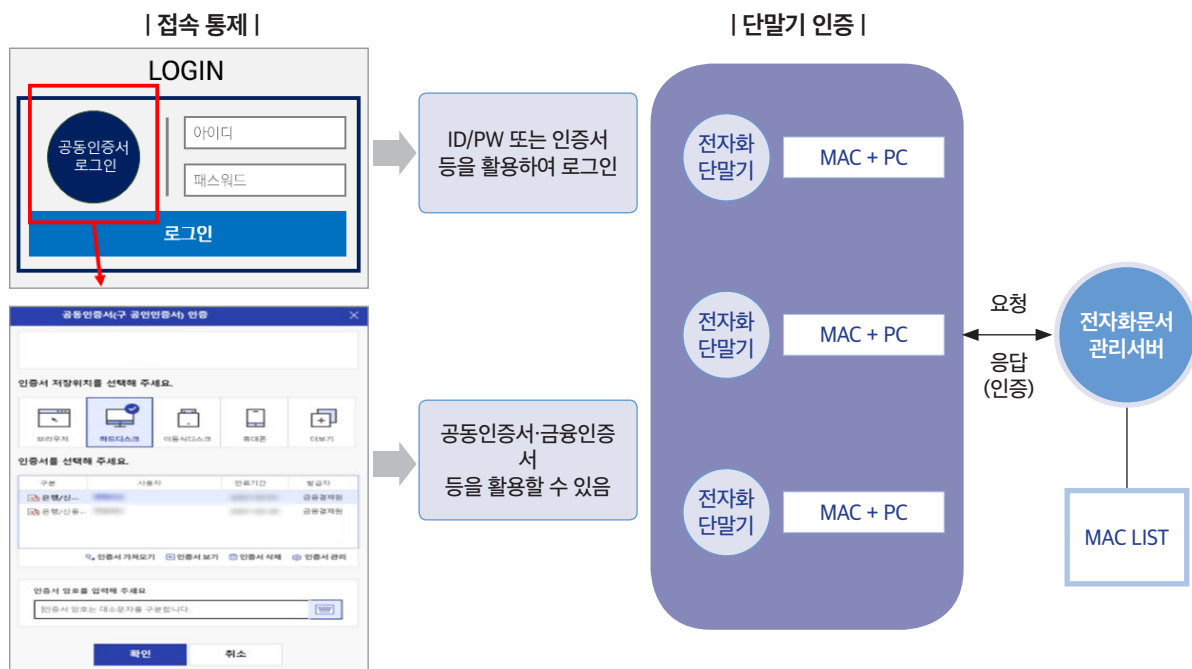 | 접속 통제 |
LOGIN
공동인증서
로그인
아이디
패스워드
로그인
ID/PW 또는 인증서
등을 활용하여 로그인
공동인증서(구 공인인증서) 인증
인증서 저장위치를 선택해 주세요.
브라우저 하드디스크 이동식디스크 휴대폰 더보기
인증서를 선택해 주세요.
구분 사용자 만료기간 발급자
은행/신... 금융결제원
은행/신용... 금융결제원
인증서 가져오기 인증서 보기 인증서 삭제 인증서 관리
인증서 암호를 입력해 주세요
인증서 암호는 대소문자를 구분합니다.
확인 취소
공동인증서·금융인증
서
등을 활용할 수 있음
| 단말기 인증 |
전자화
단말기
MAC + PC
전자화
단말기
MAC + PC
전자화
단말기
MAC + PC
요청
응답
(인증)
전자화문서
관리서버
MAC LIST